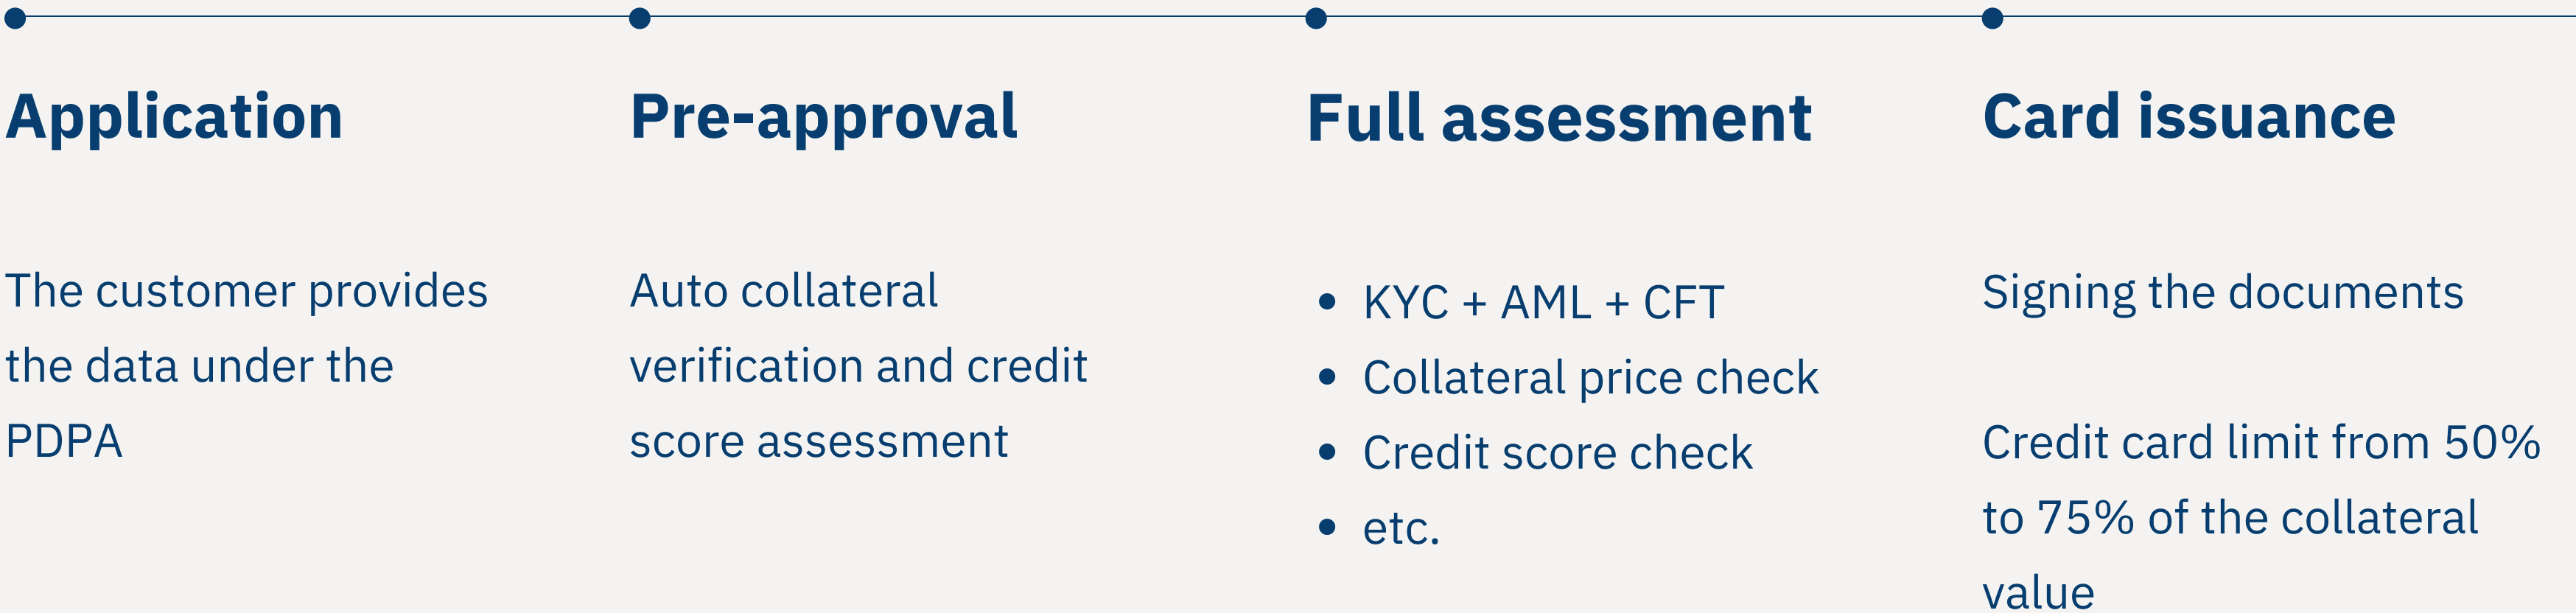 Application
The customer provides
the data under the
PDPA
Pre-approval
Auto collateral
verification and credit
score assessment
Full assessment
• KYC + AML + CFT
• Collateral price check
• Credit score check
• etc.
Card issuance
Signing the documents
Credit card limit from 50%
to 75% of the collateral
value